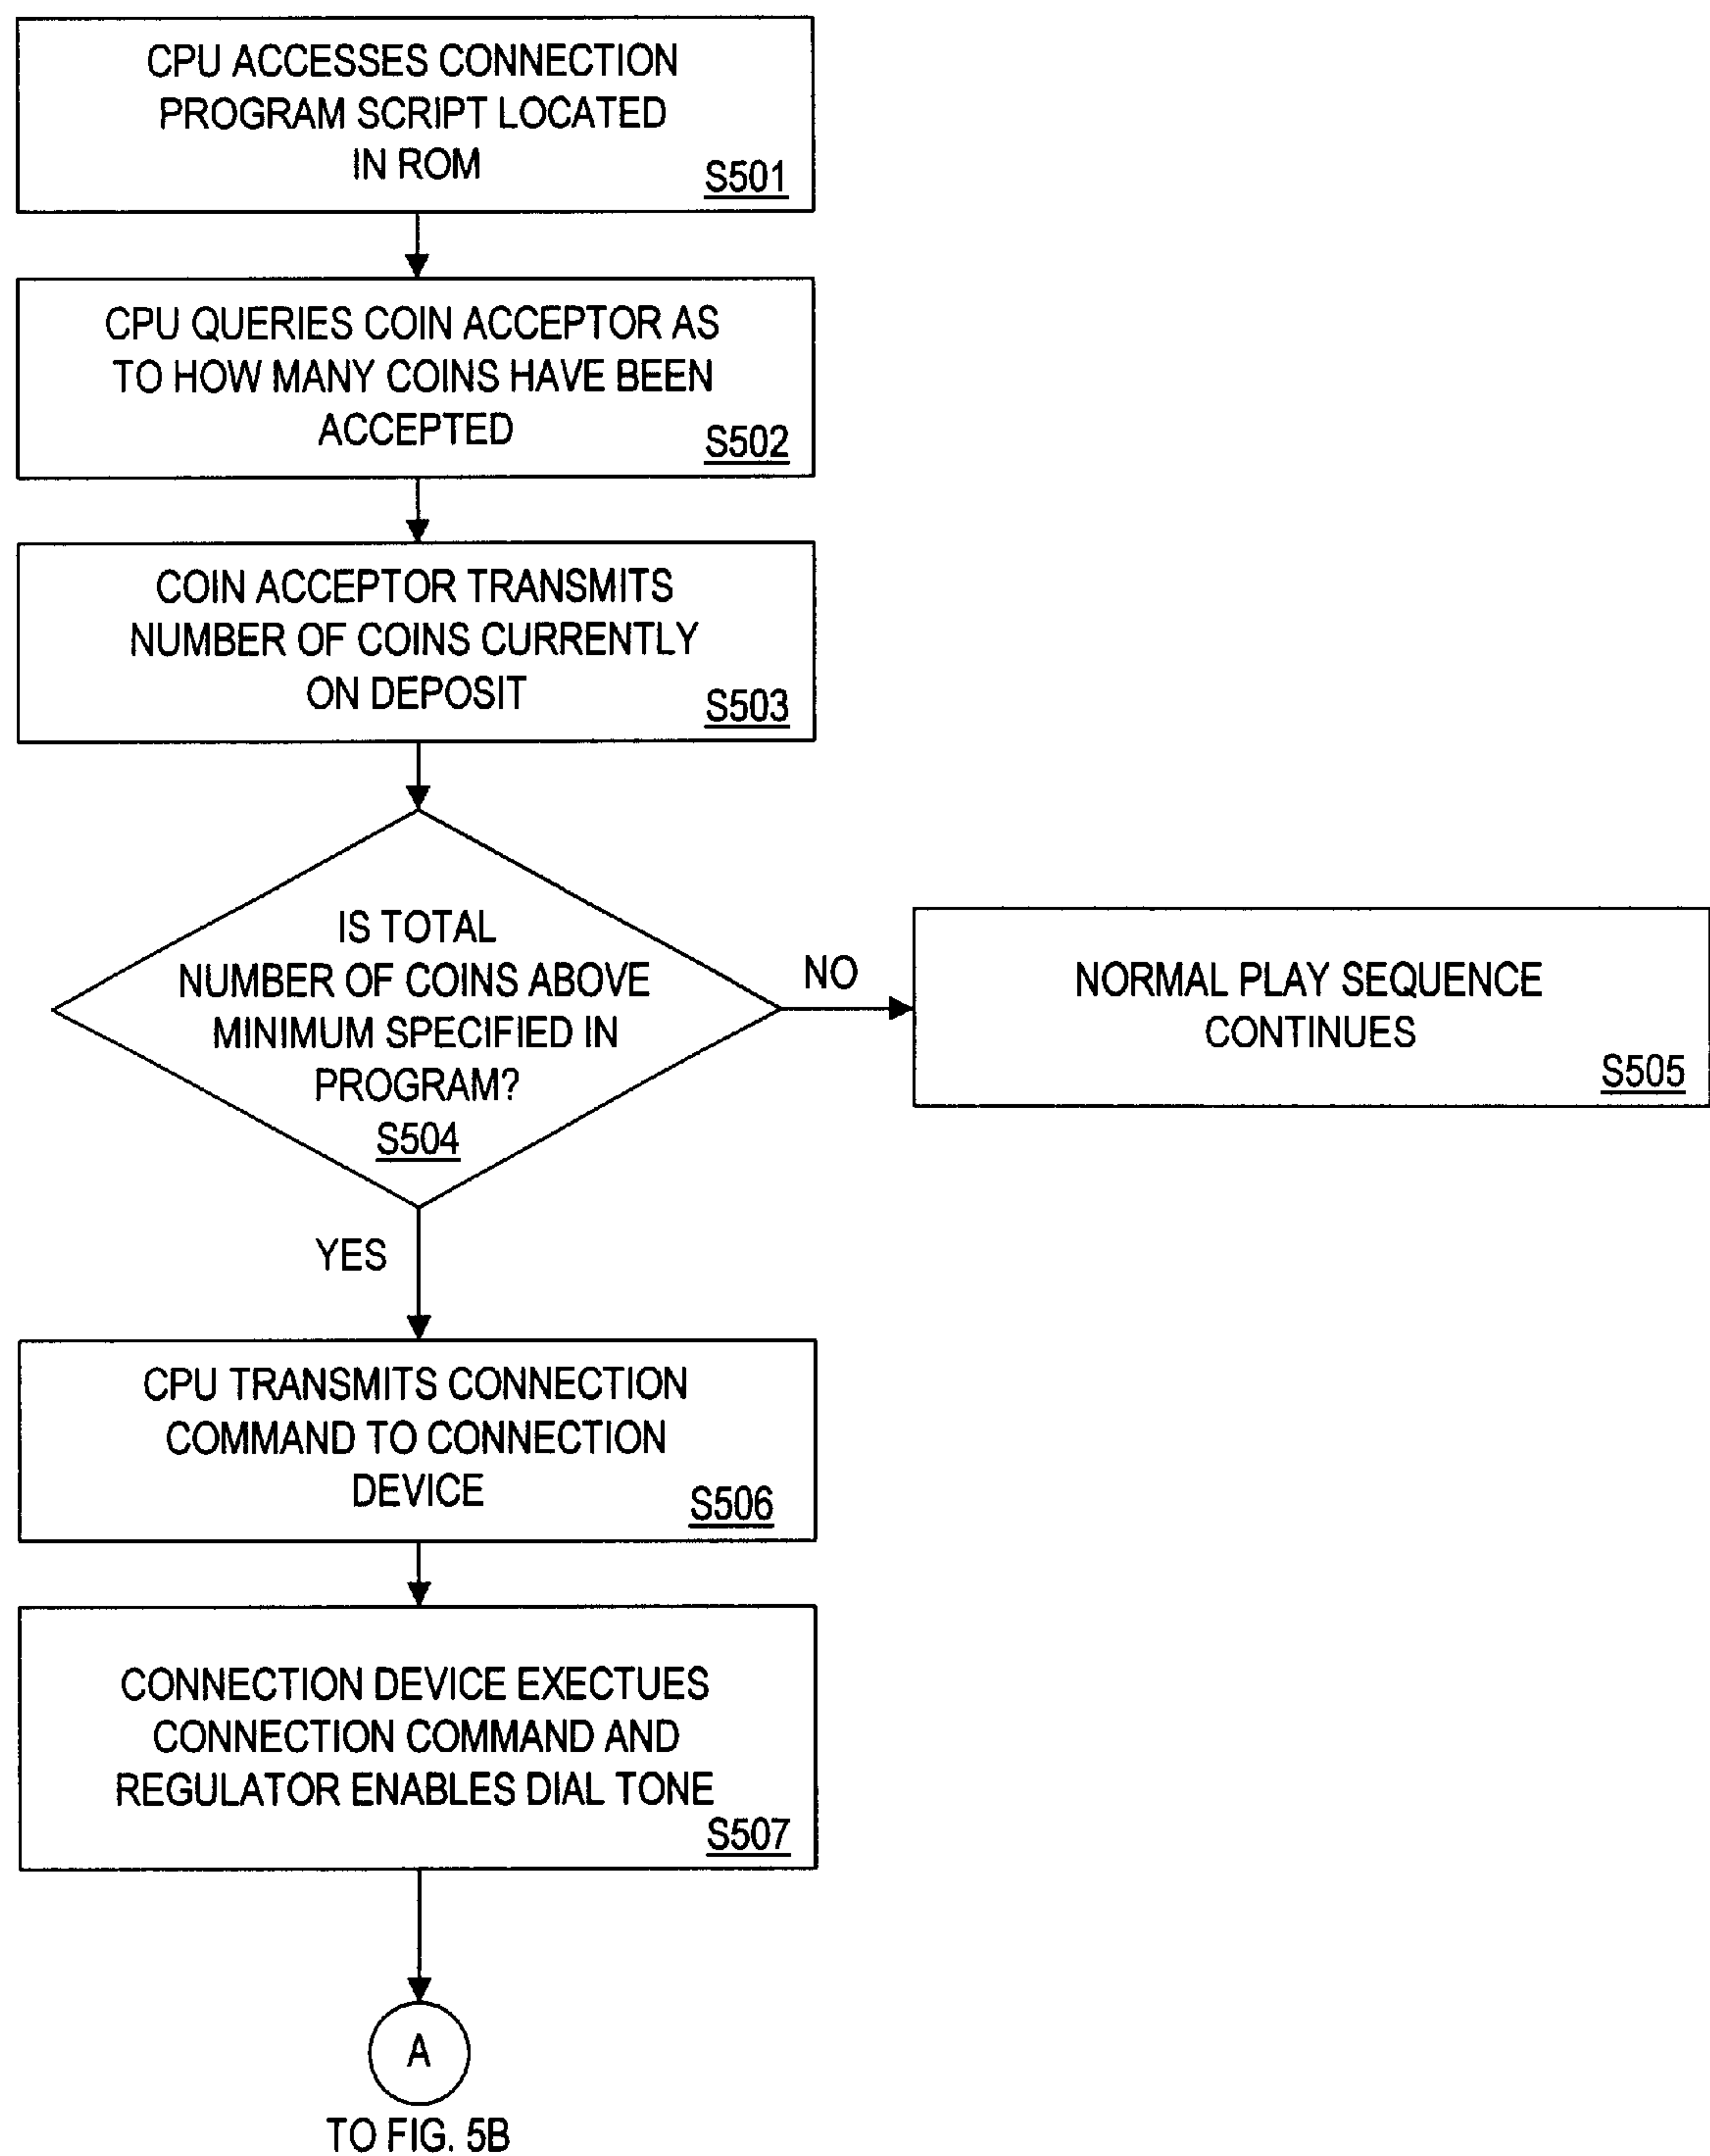 CPU ACCESSES CONNECTION
PROGRAM SCRIPT LOCATED
IN ROM
S501
CPU QUERIES COIN ACCEPTOR AS
TO HOW MANY COINS HAVE BEEN
ACCEPTED
S502
COIN ACCEPTOR TRANSMITS
NUMBER OF COINS CURRENTLY
ON DEPOSIT
S503
IS TOTAL
NUMBER OF COINS ABOVE
MINIMUM SPECIFIED IN
PROGRAM?
S504
NO
NORMAL PLAY SEQUENCE
CONTINUES
S505
YES
CPU TRANSMITS CONNECTION
COMMAND TO CONNECTION
DEVICE
S506
CONNECTION DEVICE EXECTUES
CONNECTION COMMAND AND
REGULATOR ENABLES DIAL TONE
S507
A
TO FIG. 5B